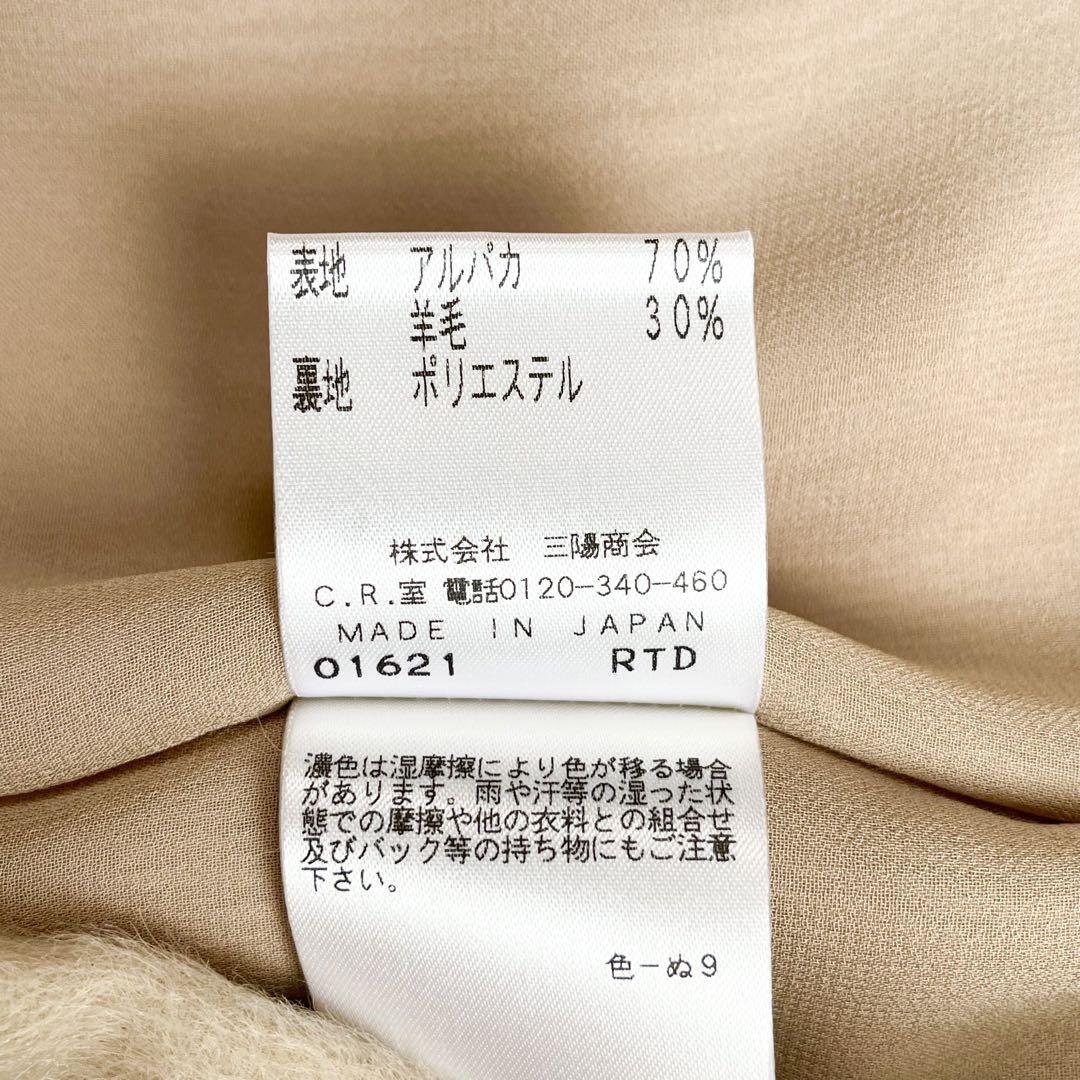 表地 アルパカ 70%
羊毛 30%
裏地 ポリエステル
株式会社 三陽商会
C.R.室 電話0120-340-460
MADE IN JAPAN
01621 RTD
濃色は湿摩擦により色が移る場合
があります。雨や汗等の湿った状
態での摩擦や他の衣料との組合せ
及びバック等の持ち物にもご注意
下さい。
色-ぬ9